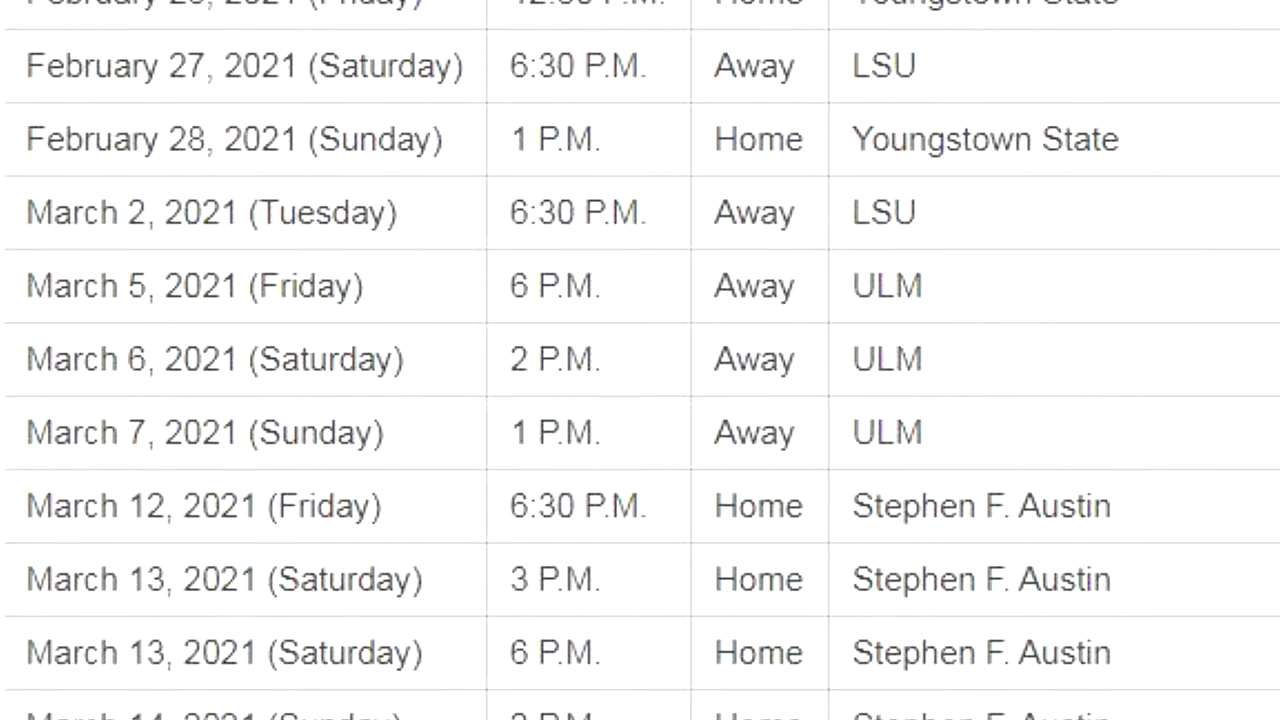 February 27, 2021 (Saturday) 6:30 P.M. Away LSU
February 28, 2021 (Sunday) 1 P.M. Home Youngstown State
March 2, 2021 (Tuesday) 6:30 P.M. Away LSU
March 5, 2021 (Friday) 6 P.M. Away ULM
March 6, 2021 (Saturday) 2 P.M. Away ULM
March 7, 2021 (Sunday) 1 P.M. Away ULM
March 12, 2021 (Friday) 6:30 P.M. Home Stephen F. Austin
March 13, 2021 (Saturday) 3 P.M. Home Stephen F. Austin
March 13, 2021 (Saturday) 6 P.M. Home Stephen F. Austin